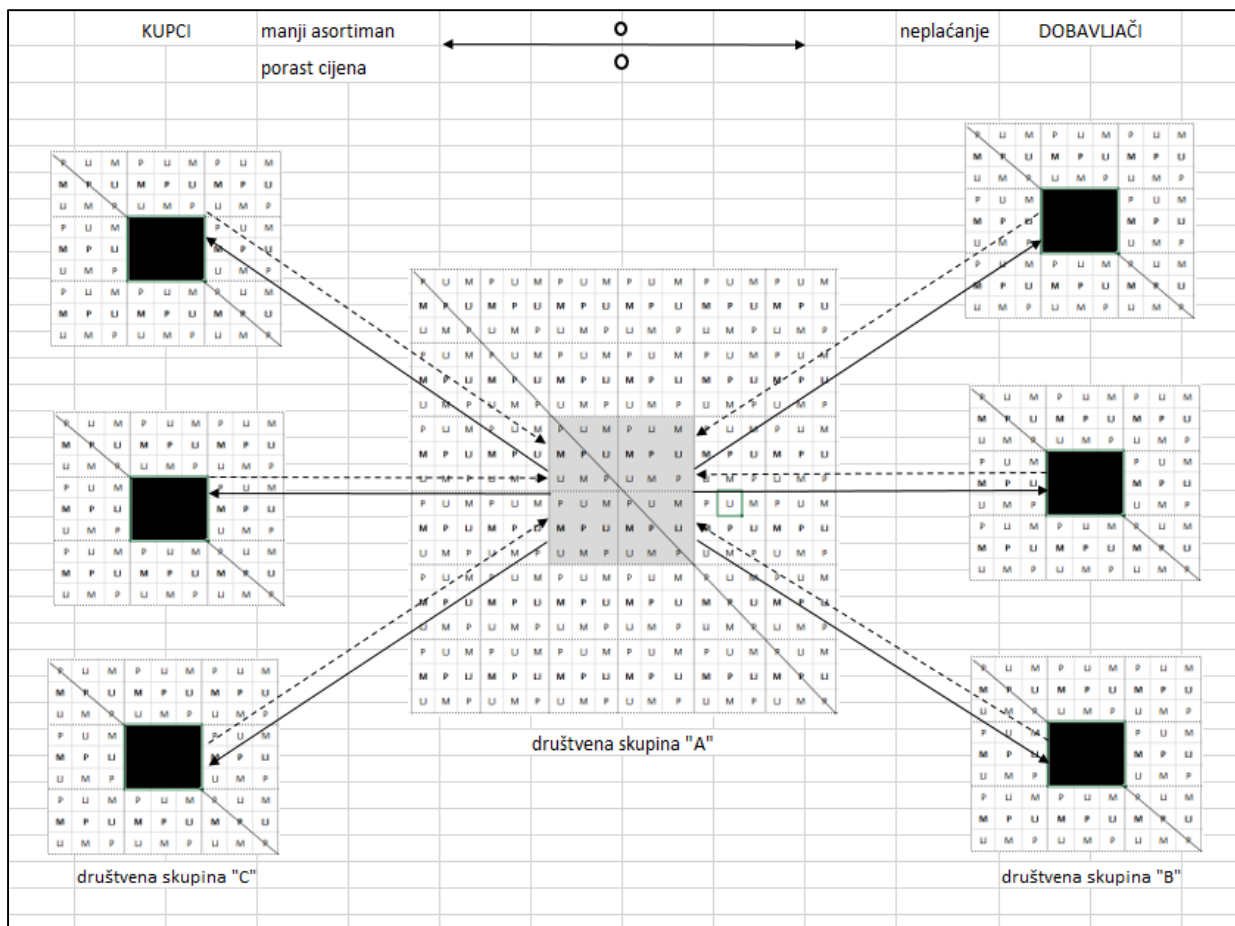 KUPCI manji asortiman O neplaćanje DOBAVLJAČI
porast cijena O
P U M P U M P U M
M P U M P U M P U
U M P U M P U M P
P U M P U M
M P U M P U
U M P U M P
P U M P U M P U M
M P U M P U M P U
U M P U M P U M P
P U M P U M P U M
M P U M P U M P U
U M P U M P U M P
P U M P U M
M P U M P U
U M P U M P
P U M P U M P U M
M P U M P U M P U
U M P U M P U M P
P U M P U M P U M
M P U M P U M P U
U M P U M P U M P
P U M P U M
M P U M P U
U M P U M P
P U M P U M P U M
M P U M P U M P U
U M P U M P U M P
društvena skupina "C"
P U M P U M P U M P U M P U M P U M
M P U M P U M P U M P U M P U M P U
U M P U M P U M P U M P U M P U M P
P U M P U M P U M P U M P U M P U M
M P U M P U M P U M P U M P U M P U
U M P U M P U M P U M P U M P U M P
P U M P U M P U M P U M P U M P U M
M P U M P U M P U M P U M P U M P U
U M P U M P U M P U M P U M P U M P
P U M P U M P U M P U M P U M P U M
M P U M P U M P U M P U M P U M P U
U M P U M P U M P U M P U M P U M P
P U M P U M P U M P U M P U M P U M
M P U M P U M P U M P U M P U M P U
U M P U M P U M P U M P U M P U M P
P U M P U M P U M P U M P U M P U M
M P U M P U M P U M P U M P U M P U
U M P U M P U M P U M P U M P U M P
društvena skupina "A"
P U M P U M P U M
M P U M P U M P U
U M P U M P U M P
P U M P U M
M P U M P U
U M P U M P
P U M P U M P U M
M P U M P U M P U
U M P U M P U M P
P U M P U M P U M
M P U M P U M P U
U M P U M P U M P
P U M P U M
M P U M P U
U M P U M P
P U M P U M P U M
M P U M P U M P U
U M P U M P U M P
P U M P U M P U M
M P U M P U M P U
U M P U M P U M P
P U M P U M
M P U M P U
U M P U M P
P U M P U M P U M
M P U M P U M P U
U M P U M P U M P
društvena skupina "B"